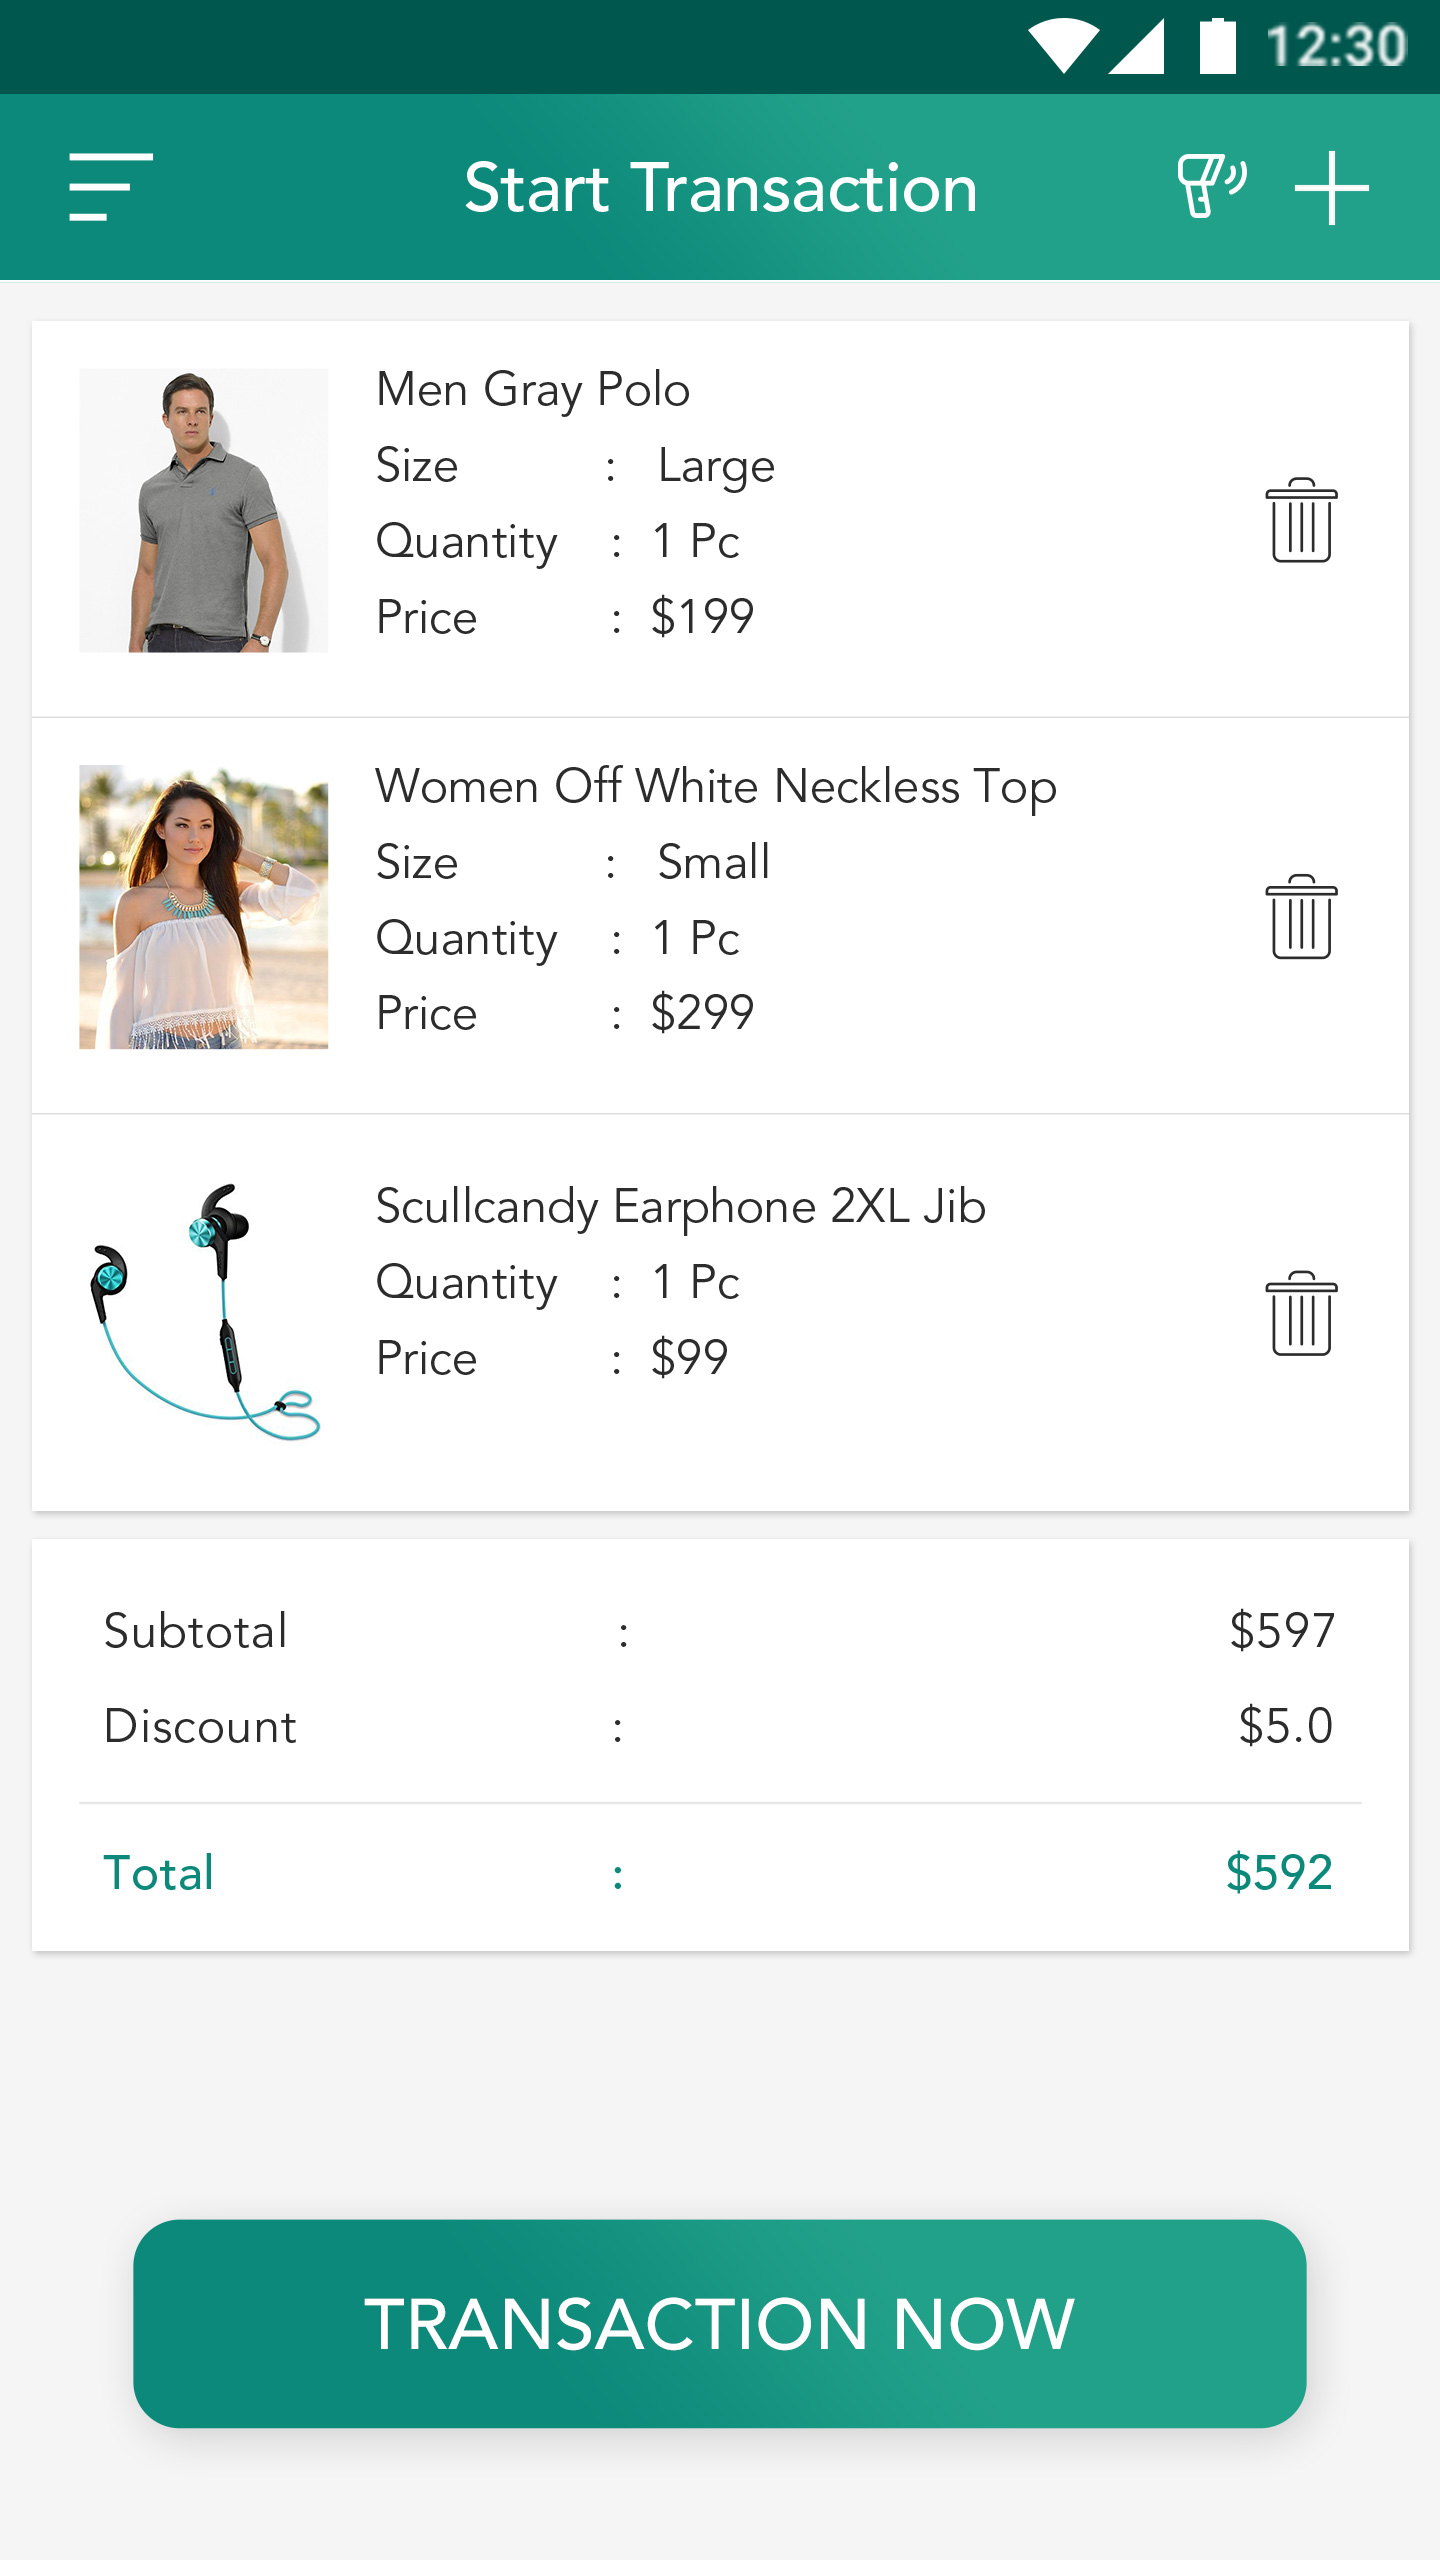 12:30
Start Transaction
Men Gray Polo
Size : Large
Quantity : 1 Pc
Price : $199
Women Off White Neckless Top
Size : Small
Quantity : 1 Pc
Price : $299
Scullcandy Earphone 2XL Jib
Quantity : 1 Pc
Price : $99
Subtotal : $597
Discount : $5.0
Total : $592
TRANSACTION NOW